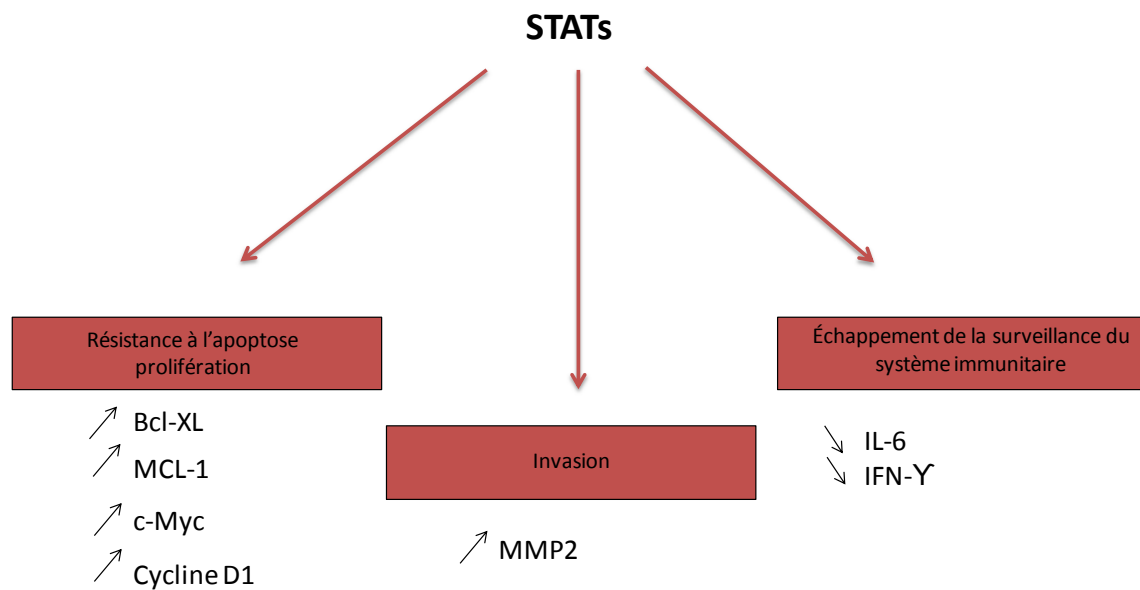 STATs
Résistance à l’apoptose
prolifération
Bcl-XL
MCL-1
c-Myc
Cycline D1
Invasion
MMP2
Échappement de la surveillance du
système immunitaire
IL-6
IFN-ϒ